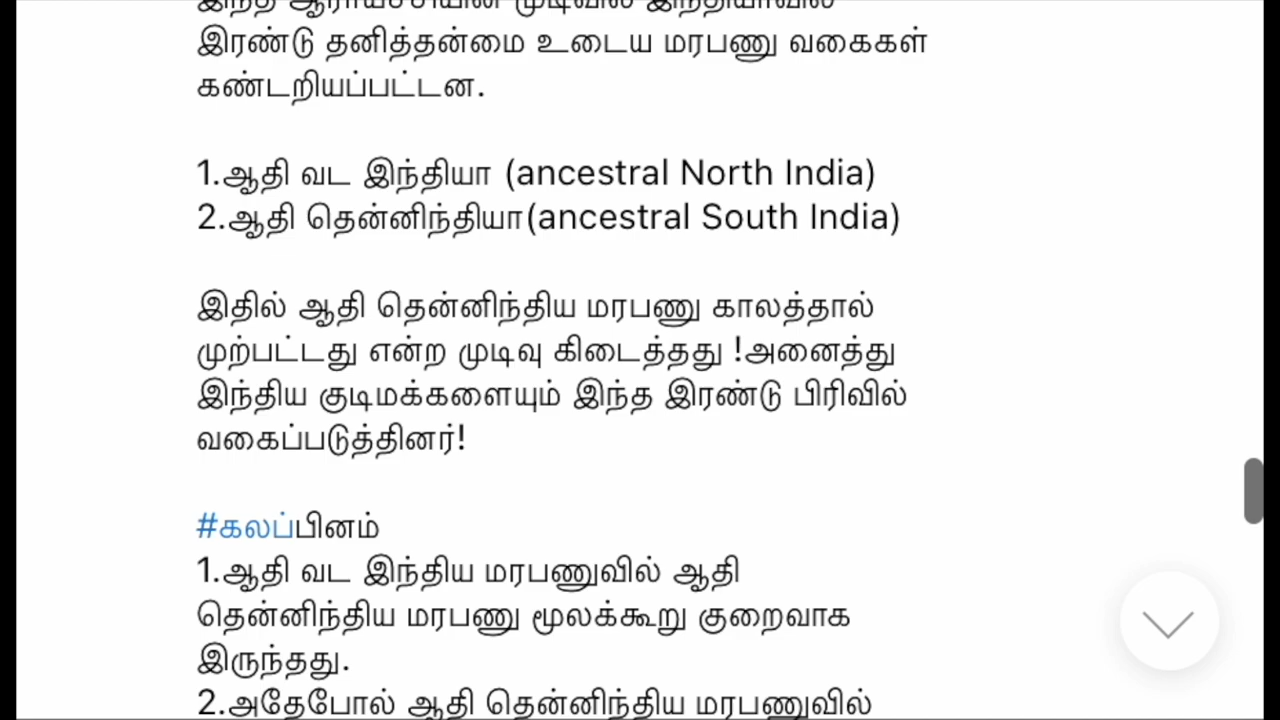 இந்த ஆராய்ச்சியின் முடிவில் இந்தியாவில்
இரண்டு தனித்தன்மை உடைய மரபணு வகைகள்
கண்டறியப்பட்டன.
1.ஆதி வட இந்தியா (ancestral North India)
2.ஆதி தென்னிந்தியா(ancestral South India)
இதில் ஆதி தென்னிந்திய மரபணு காலத்தால்
முற்பட்டது என்ற முடிவு கிடைத்தது !அனைத்து
இந்திய குடிமக்களையும் இந்த இரண்டு பிரிவில்
வகைப்படுத்தினர்!
#கலப்பினம்
1.ஆதி வட இந்திய மரபணுவில் ஆதி
தென்னிந்திய மரபணு மூலக்கூறு குறைவாக
இருந்தது.
2.அதேபோல் ஆதி தென்னிந்திய மரபணுவில்